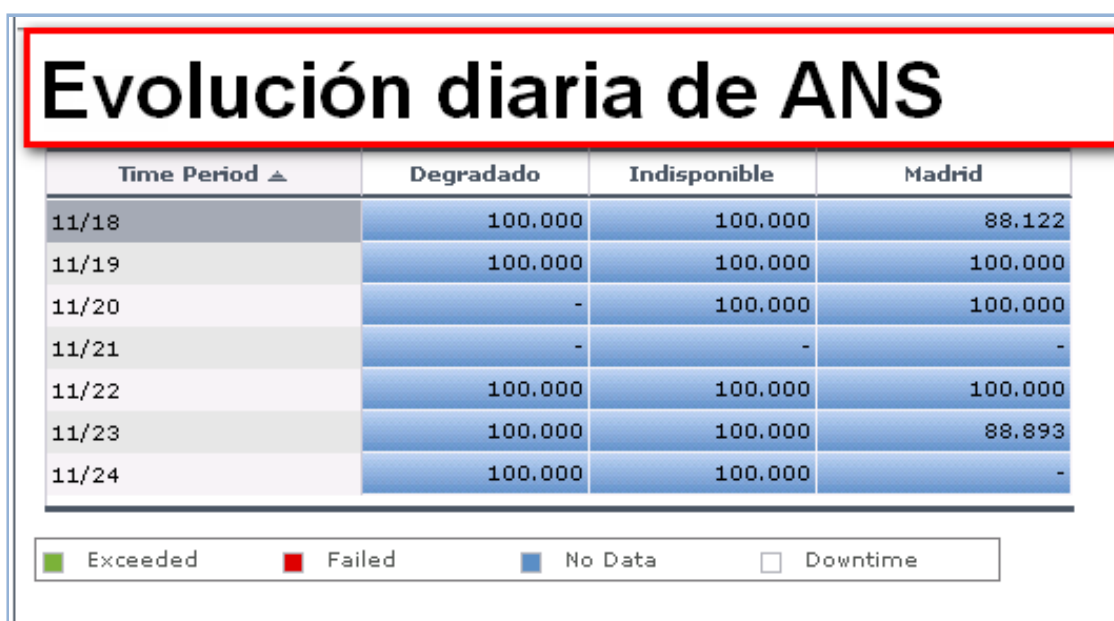 Evolución diaria de ANS
Time Period Degradado Indisponible Madrid
11/18 100.000 100.000 88.122
11/19 100.000 100.000 100.000
11/20 - 100.000 100.000
11/21 - - -
11/22 100.000 100.000 100.000
11/23 100.000 100.000 88.893
11/24 100.000 100.000 -
Exceeded Failed No Data Downtime